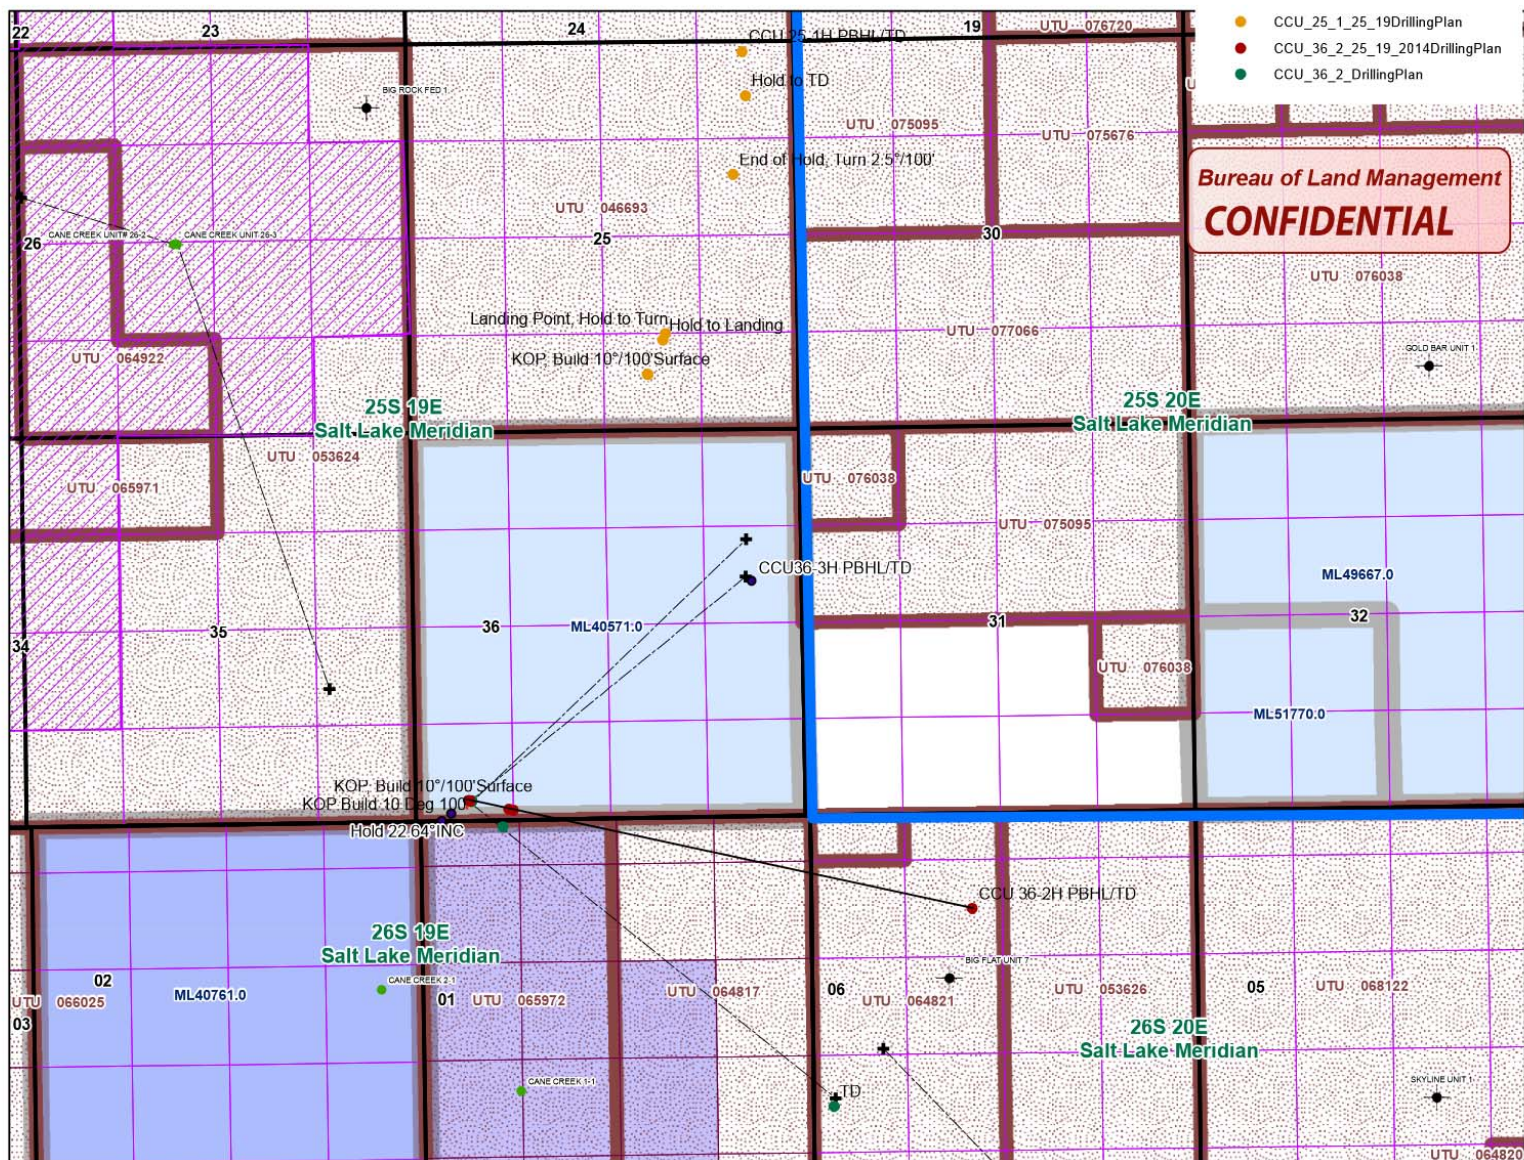 22
23
24
19
UTU 076720
CCU_25_1_25_19DrillingPlan
CCU_36_2_25_19_2014DrillingPlan
CCU_36_2_DrillingPlan
CCU 25-1H PBHL/TD
Hold to TD
BIG ROCK FED 1
UTU 075095
UTU 075676
End of Hold, Turn 2.5°/100'
Bureau of Land Management
CONFIDENTIAL
UTU 046693
CANE CREEK UNIT# 26-2
CANE CREEK UNIT 26-3
26
25
30
UTU 076038
Landing Point, Hold to Turn
Hold to Landing
UTU 077066
UTU 064922
KOP, Build 10°/100'
Surface
GOLD BAR UNIT 1
25S 19E
Salt Lake Meridian
25S 20E
Salt Lake Meridian
UTU 053624
UTU 065971
UTU 076038
UTU 075095
CCU36-3H PBHL/TD
ML49667.0
35
36
ML40571.0
31
32
34
UTU 076038
ML51770.0
KOP, Build 10°/100'
Surface
KOP Build 10 Deg 100'
Hold 22.64°INC
CCU 36-2H PBHL/TD
26S 19E
Salt Lake Meridian
BIG FLAT UNIT 7
02
CANE CREEK 2-1
UTU 066025
ML40761.0
01
UTU 065972
UTU 064817
06
UTU 064821
UTU 053626
05
UTU 068122
03
26S 20E
Salt Lake Meridian
CANE CREEK 1-1
TD
SKYLINE UNIT 1
UTU 064820